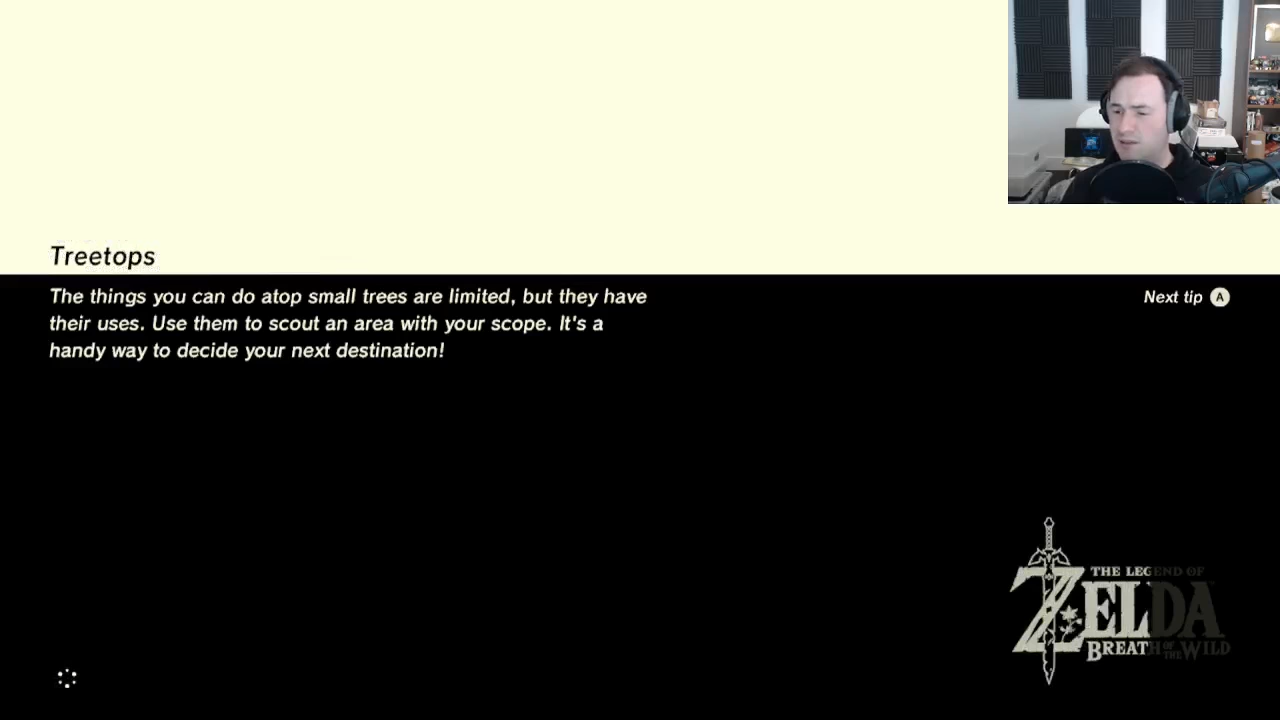 Treetops
The things you can do atop small trees are limited, but they have
their uses. Use them to scout an area with your scope. It's a
handy way to decide your next destination!
Next tip A
THE LEGEND OF
ZELDA
BREATH OF THE WILD